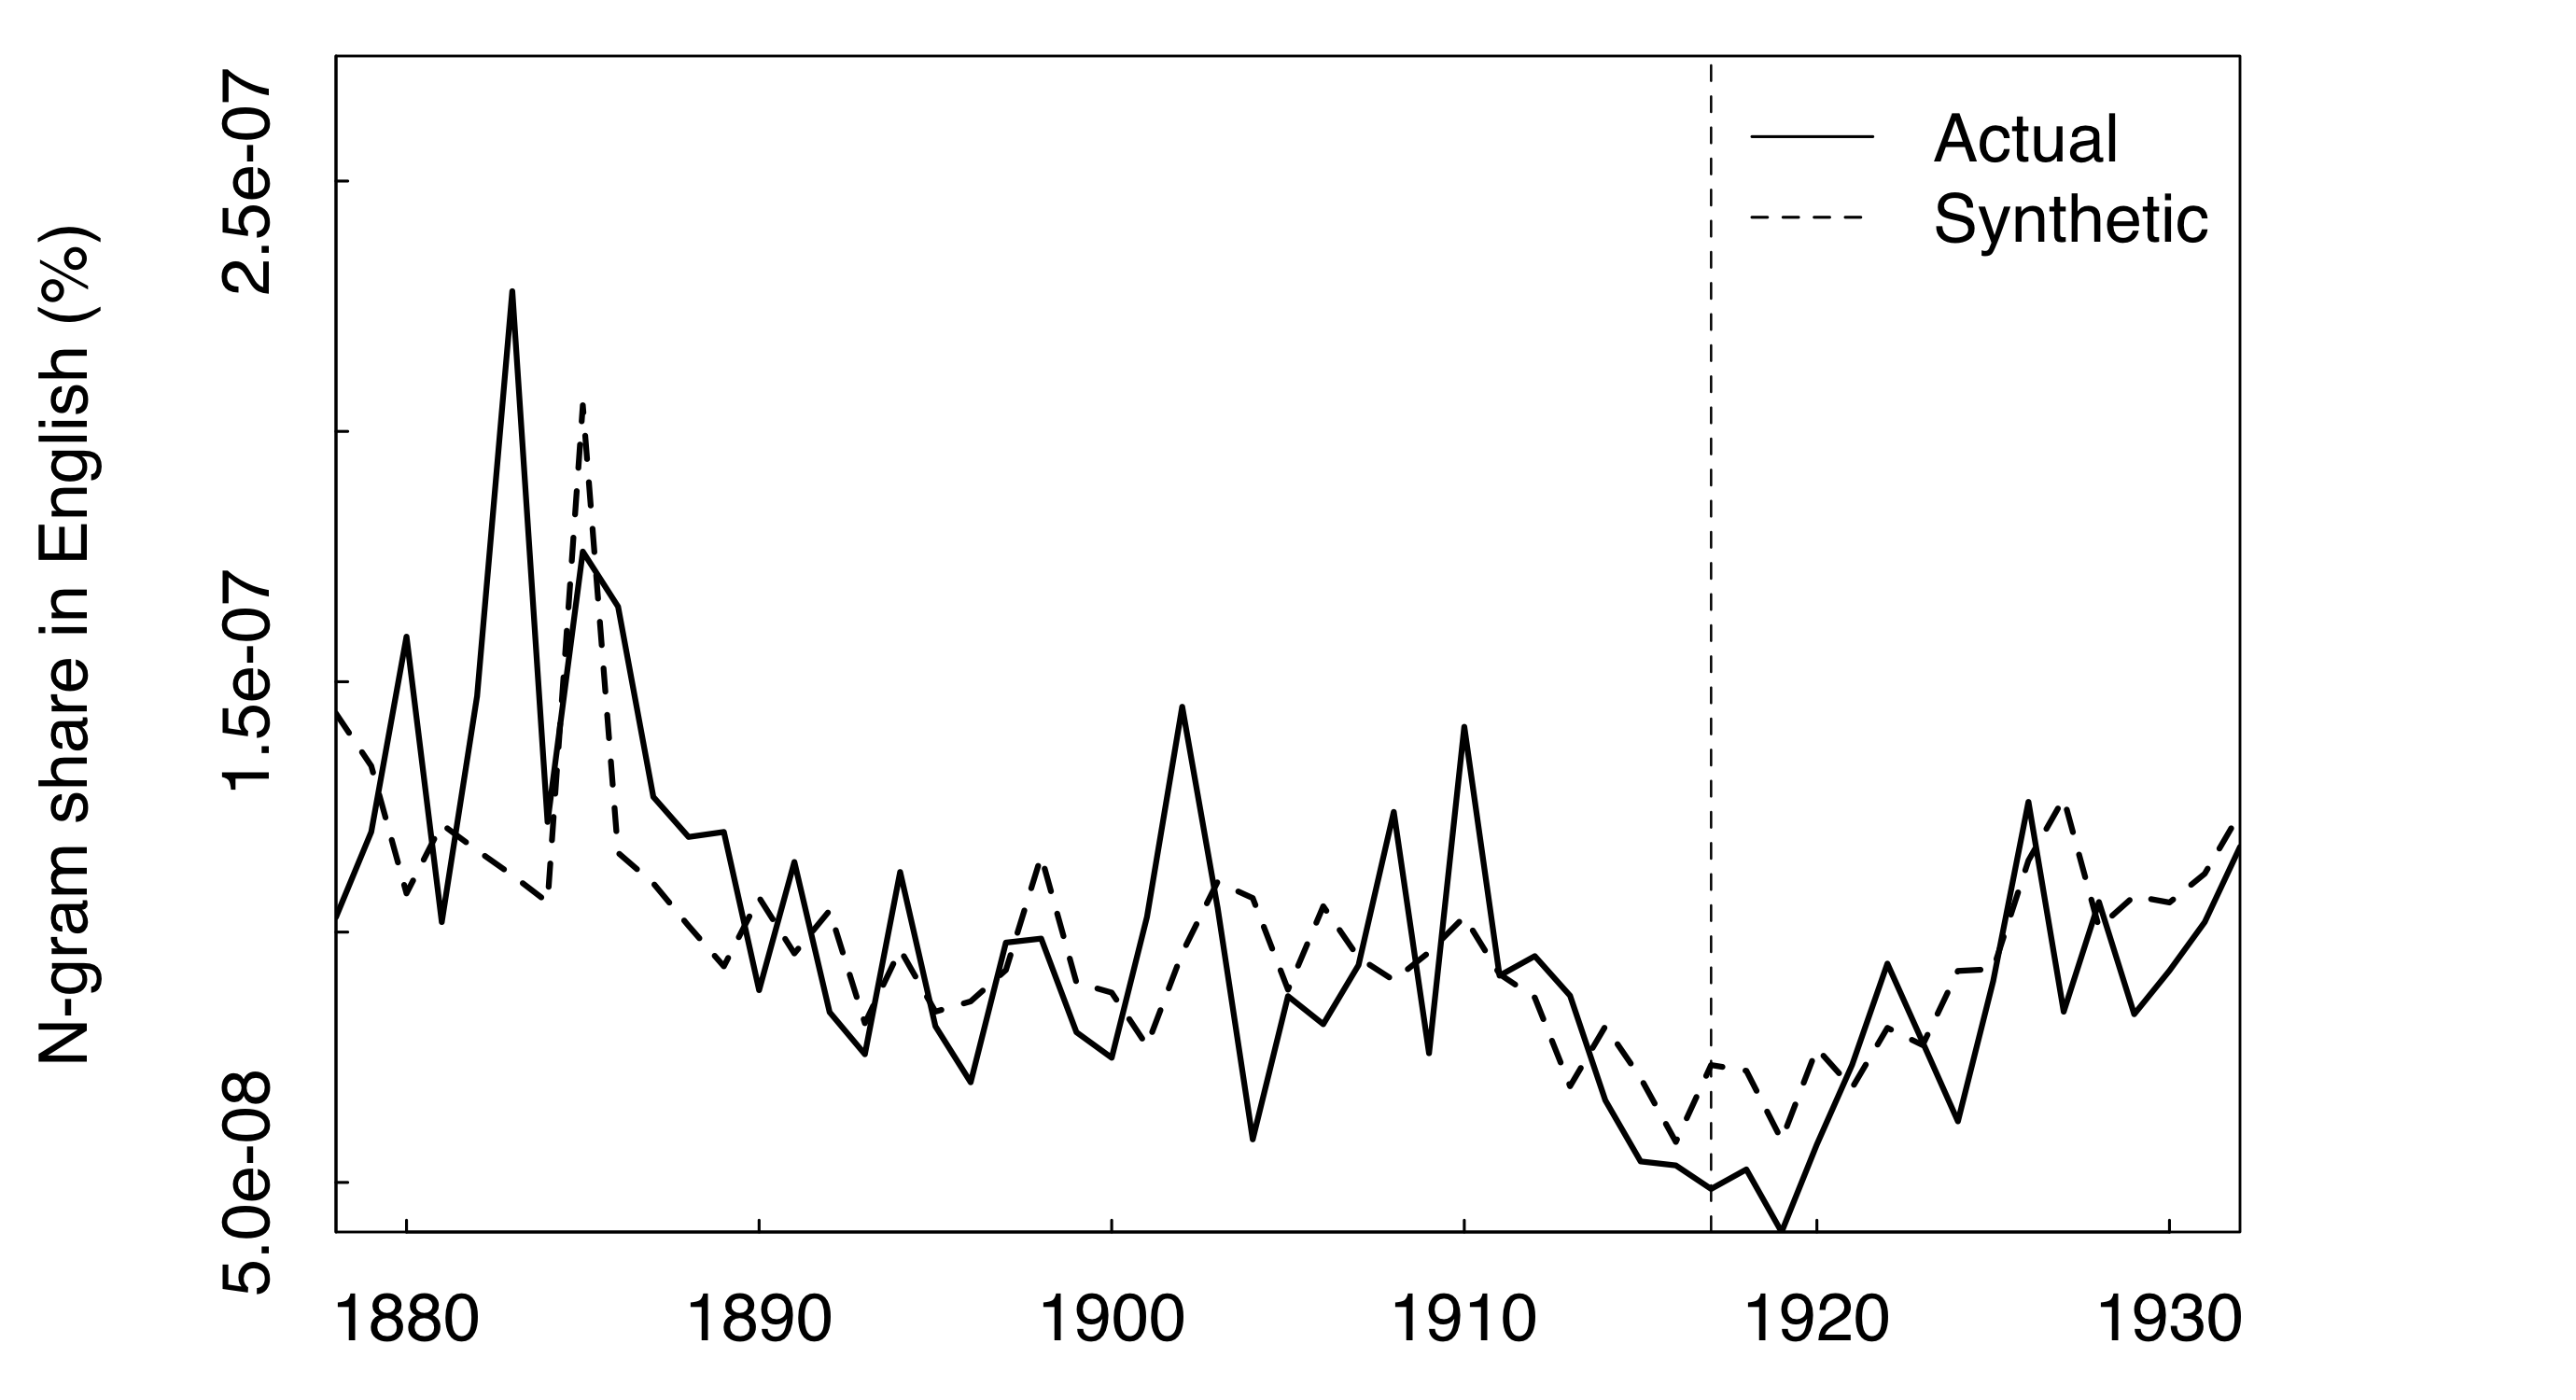 N-gram share in English (%)
2.5e-07
1.5e-07
5.0e-08
Actual
Synthetic
1880 1890 1900 1910 1920 1930